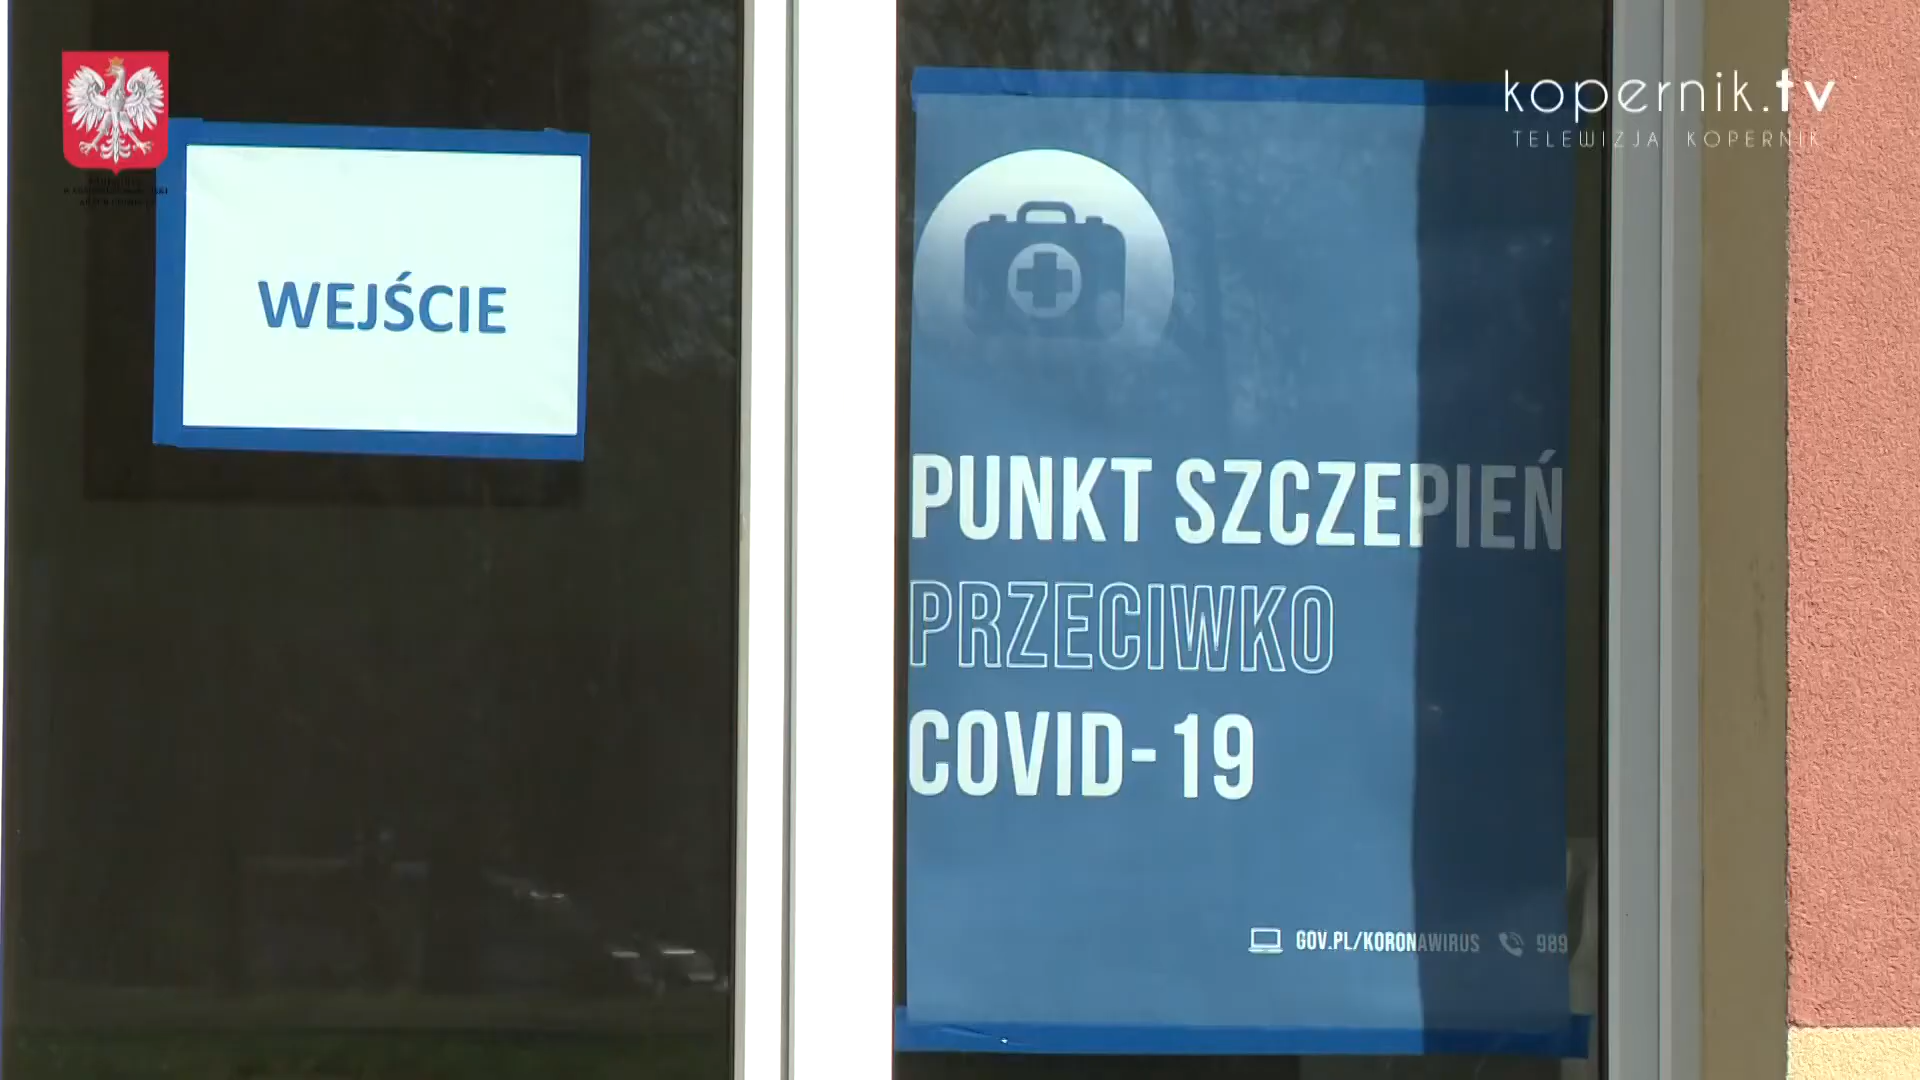 kopernik.tv
TELEWIZJA KOPERNIK
WEJŚCIE
PUNKT SZCZEPIEŃ
PRZECIWKO
COVID-19
GOV.PL/KORONAWIRUS 989